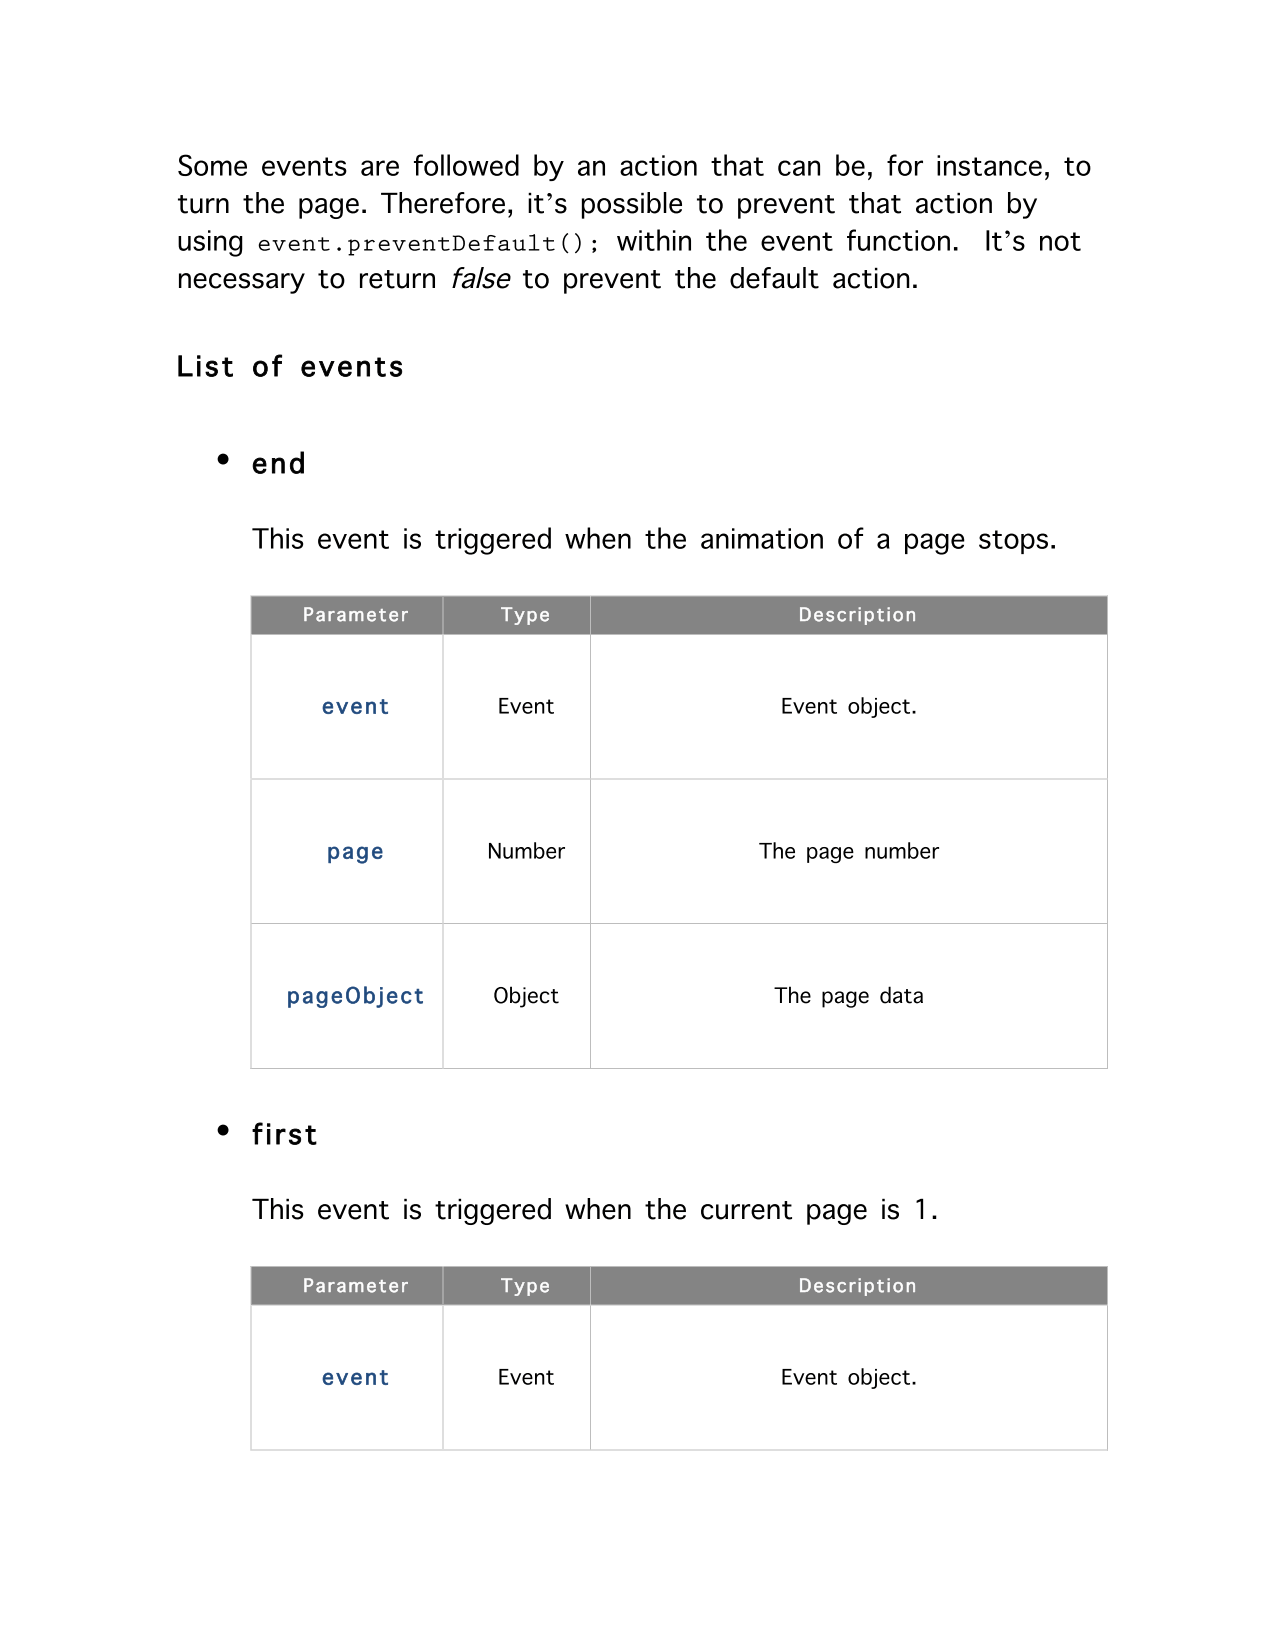 Some events are followed by an action that can be, for instance, to
turn the page. Therefore, it’s possible to prevent that action by
using event.preventDefault(); within the event function.  It’s not
necessary to return false to prevent the default action.
List of events
• end
This event is triggered when the animation of a page stops.
Parameter Type Description
event Event Event object.
page Number The page number
pageObject Object The page data
• first
This event is triggered when the current page is 1.
Parameter Type Description
event Event Event object.